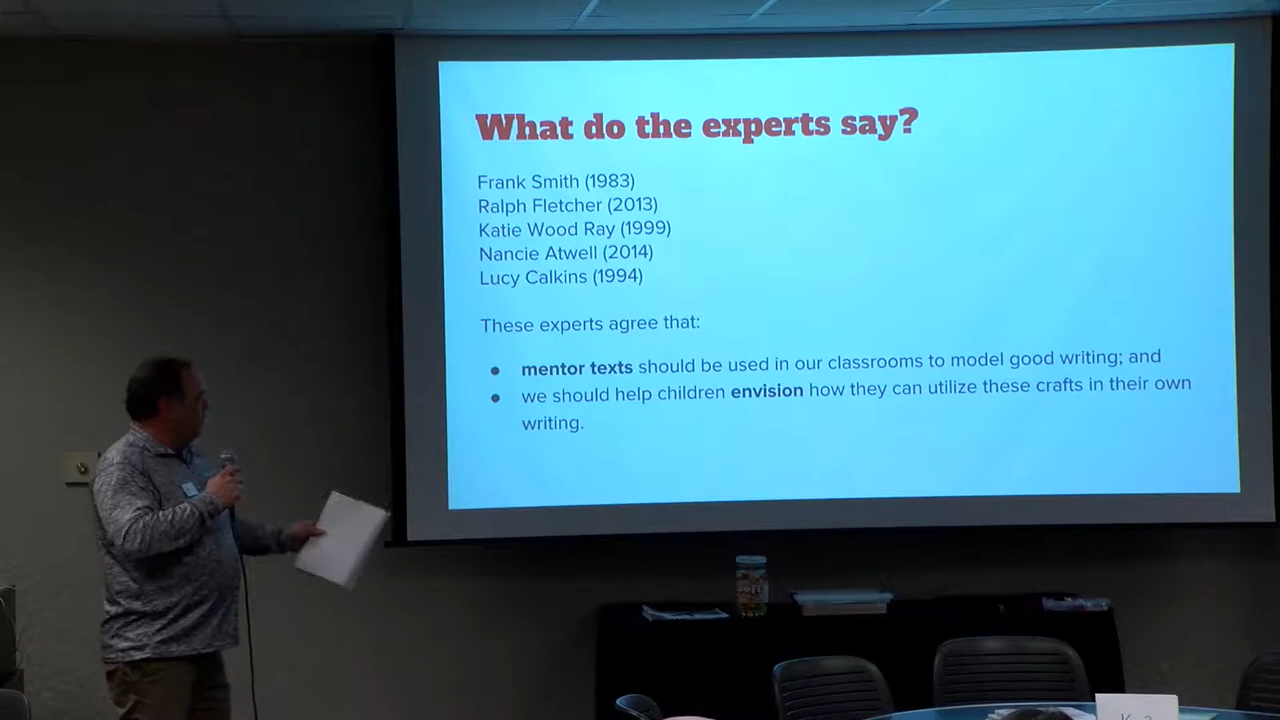 What do the experts say?
Frank Smith (1983)
Ralph Fletcher (2013)
Katie Wood Ray (1999)
Nancie Atwell (2014)
Lucy Calkins (1994)
These experts agree that:
● mentor texts should be used in our classrooms to model good writing; and
● we should help children envision how they can utilize these crafts in their own
writing.